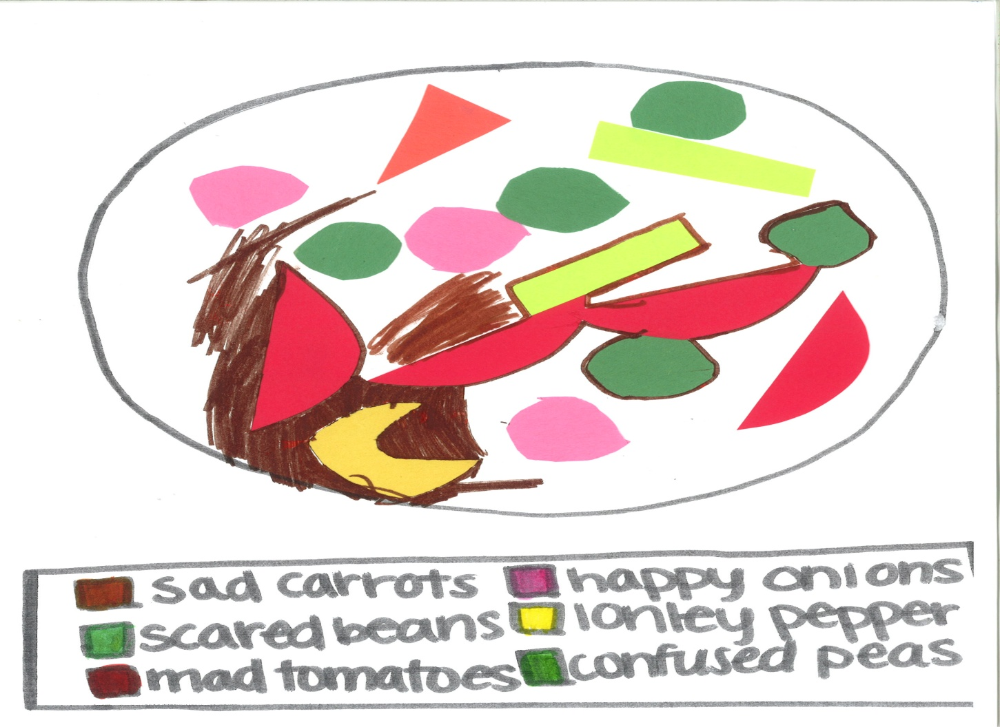 sad carrots
scared beans
mad tomatoes
happy onions
lonley pepper
confused peas